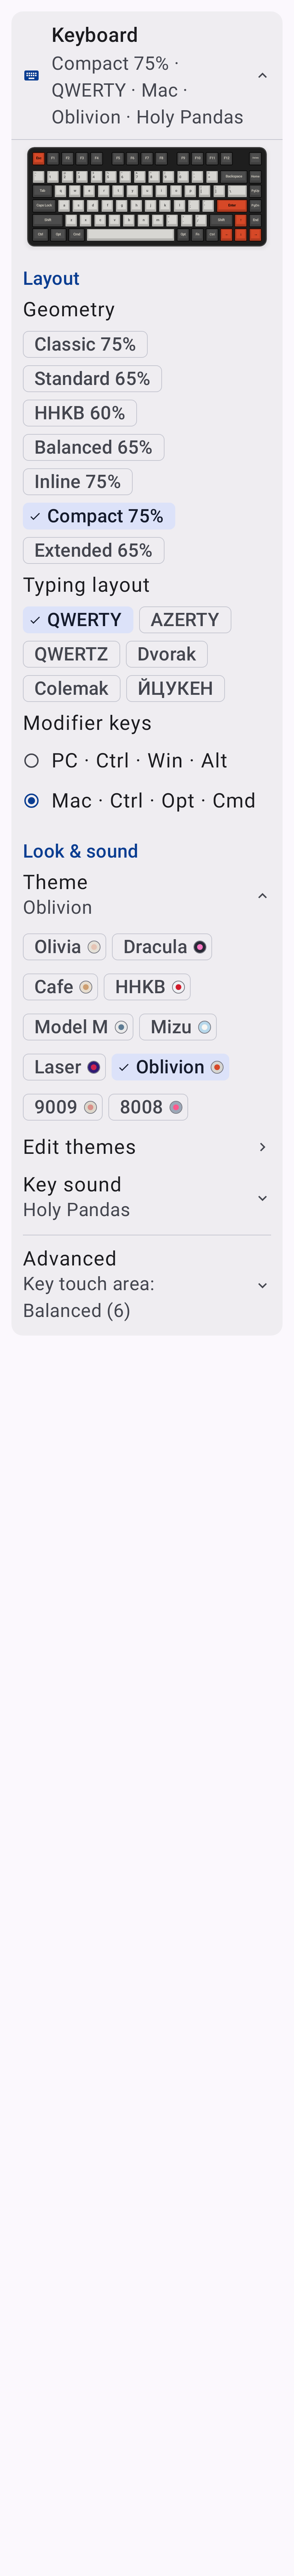 Keyboard
Compact 75% ·
QWERTY · Mac ·
Oblivion · Holy Pandas
Layout
Geometry
Classic 75%
Standard 65%
HHKB 60%
Balanced 65%
Inline 75%
Compact 75%
Extended 65%
Typing layout
QWERTY AZERTY
QWERTZ Dvorak
Colemak ЙЦУКЕН
Modifier keys
PC · Ctrl · Win · Alt
Mac · Ctrl · Opt · Cmd
Look & sound
Theme
Oblivion
Olivia Dracula
Cafe HHKB
Model M Mizu
Laser Oblivion
9009 8008
Edit themes
Key sound
Holy Pandas
Advanced
Key touch area:
Balanced (6)